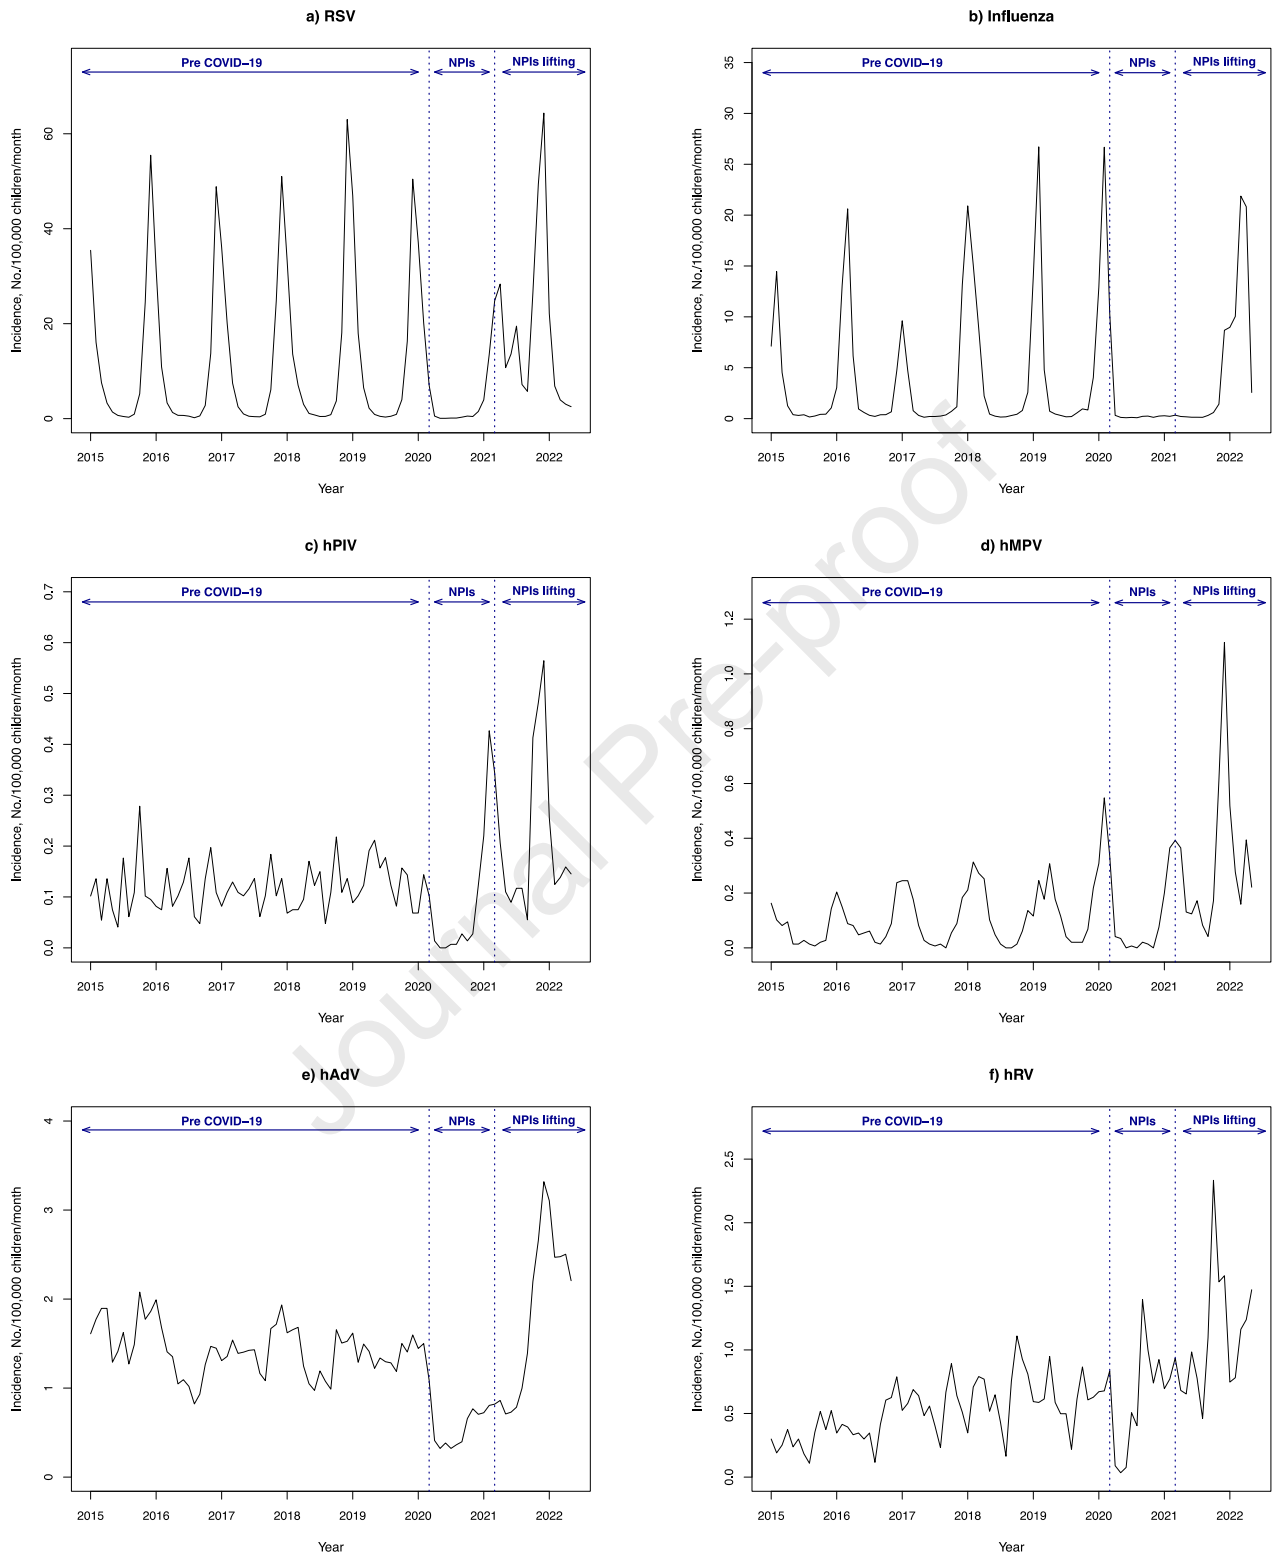 a) RSV
Pre COVID–19 NPIs NPIs lifting
Incidence, No./100,000 children/month
60
40
20
0
2015 2016 2017 2018 2019 2020 2021 2022
Year
b) Influenza
Pre COVID–19 NPIs NPIs lifting
Incidence, No./100,000 children/month
35
30
25
20
15
10
5
0
2015 2016 2017 2018 2019 2020 2021 2022
Year
c) hPIV
Pre COVID–19 NPIs NPIs lifting
Incidence, No./100,000 children/month
0.7
0.6
0.5
0.4
0.3
0.2
0.1
0.0
2015 2016 2017 2018 2019 2020 2021 2022
Year
d) hMPV
Pre COVID–19 NPIs NPIs lifting
Incidence, No./100,000 children/month
1.2
1.0
0.8
0.6
0.4
0.2
0.0
2015 2016 2017 2018 2019 2020 2021 2022
Year
e) hAdV
Pre COVID–19 NPIs NPIs lifting
Incidence, No./100,000 children/month
4
3
2
1
0
2015 2016 2017 2018 2019 2020 2021 2022
Year
f) hRV
Pre COVID–19 NPIs NPIs lifting
Incidence, No./100,000 children/month
2.5
2.0
1.5
1.0
0.5
0.0
2015 2016 2017 2018 2019 2020 2021 2022
Year
Journal Pre-proof